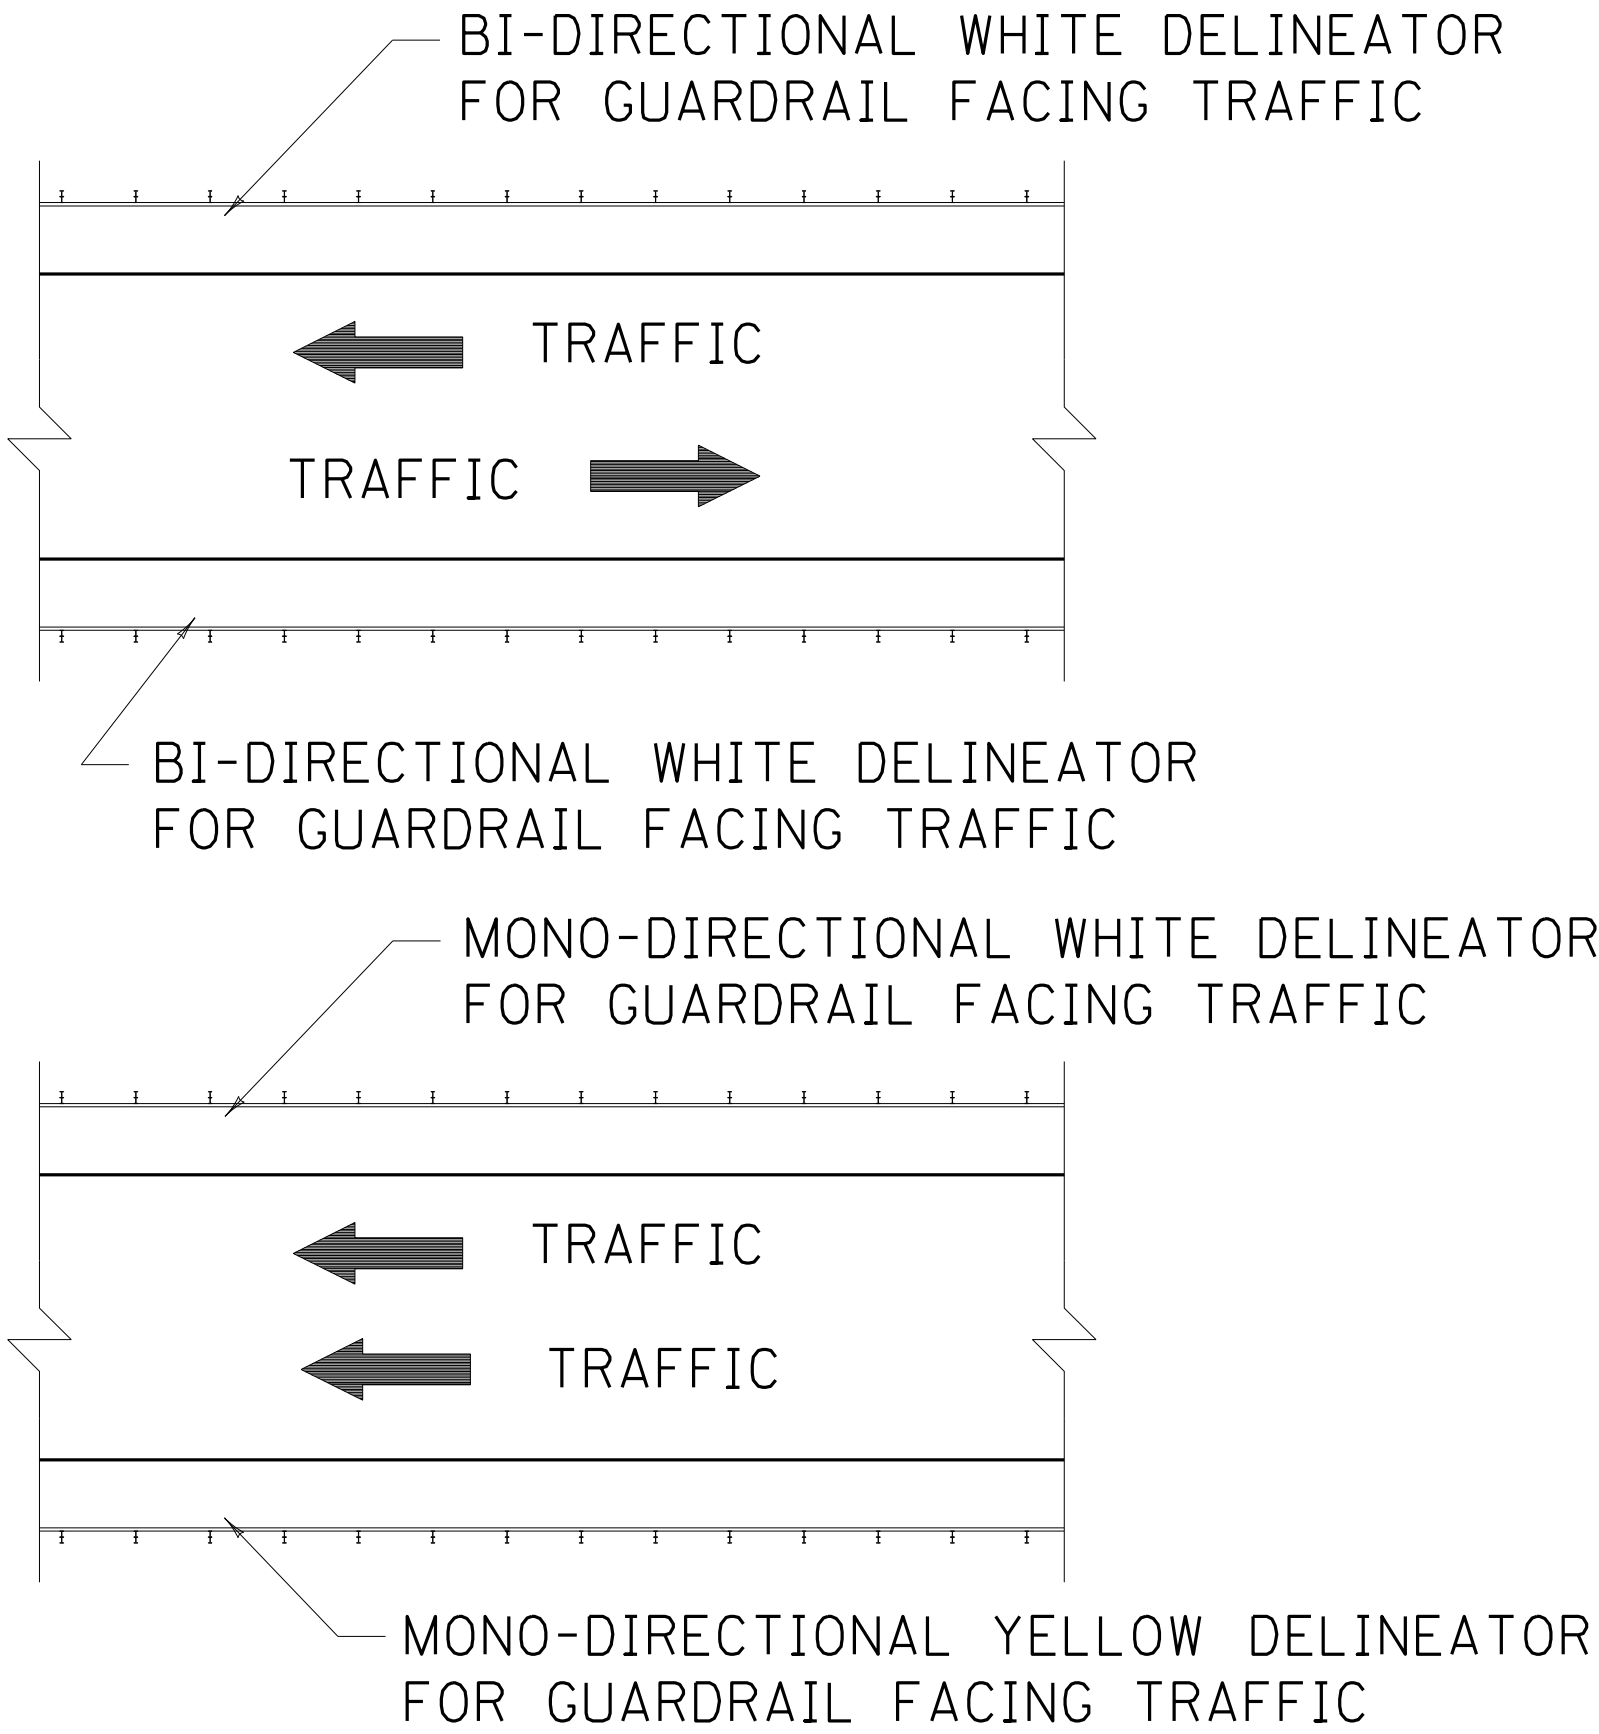 BI-DIRECTIONAL WHITE DELINEATOR
FOR GUARDRAIL FACING TRAFFIC
TRAFFIC
TRAFFIC
BI-DIRECTIONAL WHITE DELINEATOR
FOR GUARDRAIL FACING TRAFFIC
MONO-DIRECTIONAL WHITE DELINEATOR
FOR GUARDRAIL FACING TRAFFIC
TRAFFIC
TRAFFIC
MONO-DIRECTIONAL YELLOW DELINEATOR
FOR GUARDRAIL FACING TRAFFIC